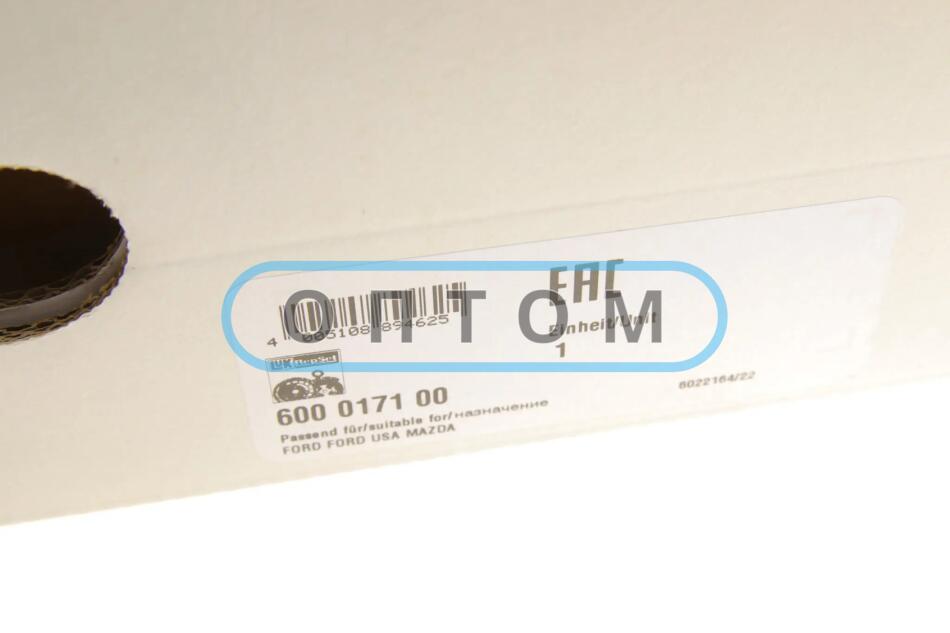 ОПТОМ
EAC
4 005108 894625
Einheit/Unit
1
LUK RepSet
600 0171 00
6022164/22
Passend für/suitable for/назначение
FORD FORD USA MAZDA